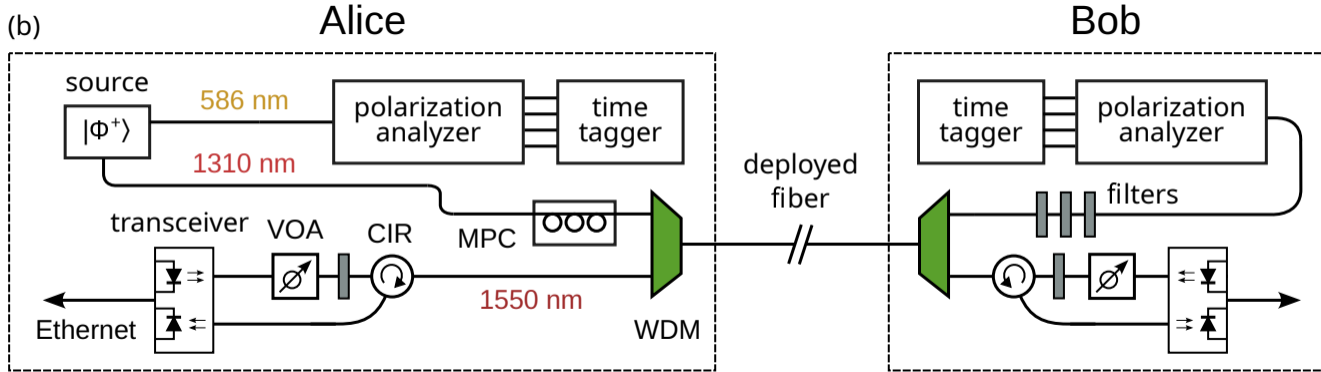 (b)
Alice
Bob
source
|Φ⁺⟩
586 nm
polarization
analyzer
time
tagger
1310 nm
transceiver
VOA
CIR
MPC
1550 nm
Ethernet
WDM
deployed
fiber
time
tagger
polarization
analyzer
filters